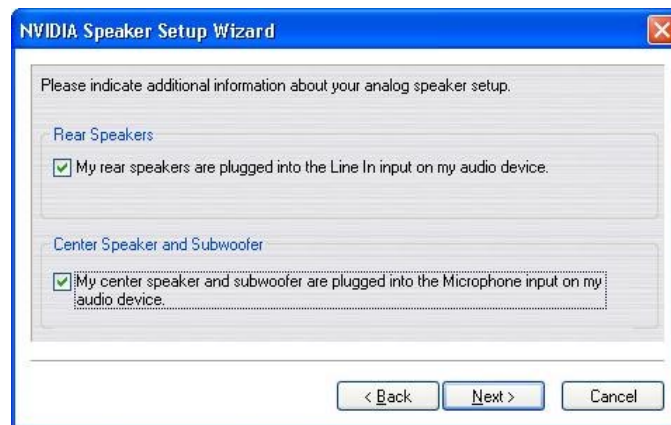 NVIDIA Speaker Setup Wizard
Please indicate additional information about your analog speaker setup.
Rear Speakers
My rear speakers are plugged into the Line In input on my audio device.
Center Speaker and Subwoofer
My center speaker and subwoofer are plugged into the Microphone input on my
audio device.
< Back
Next >
Cancel